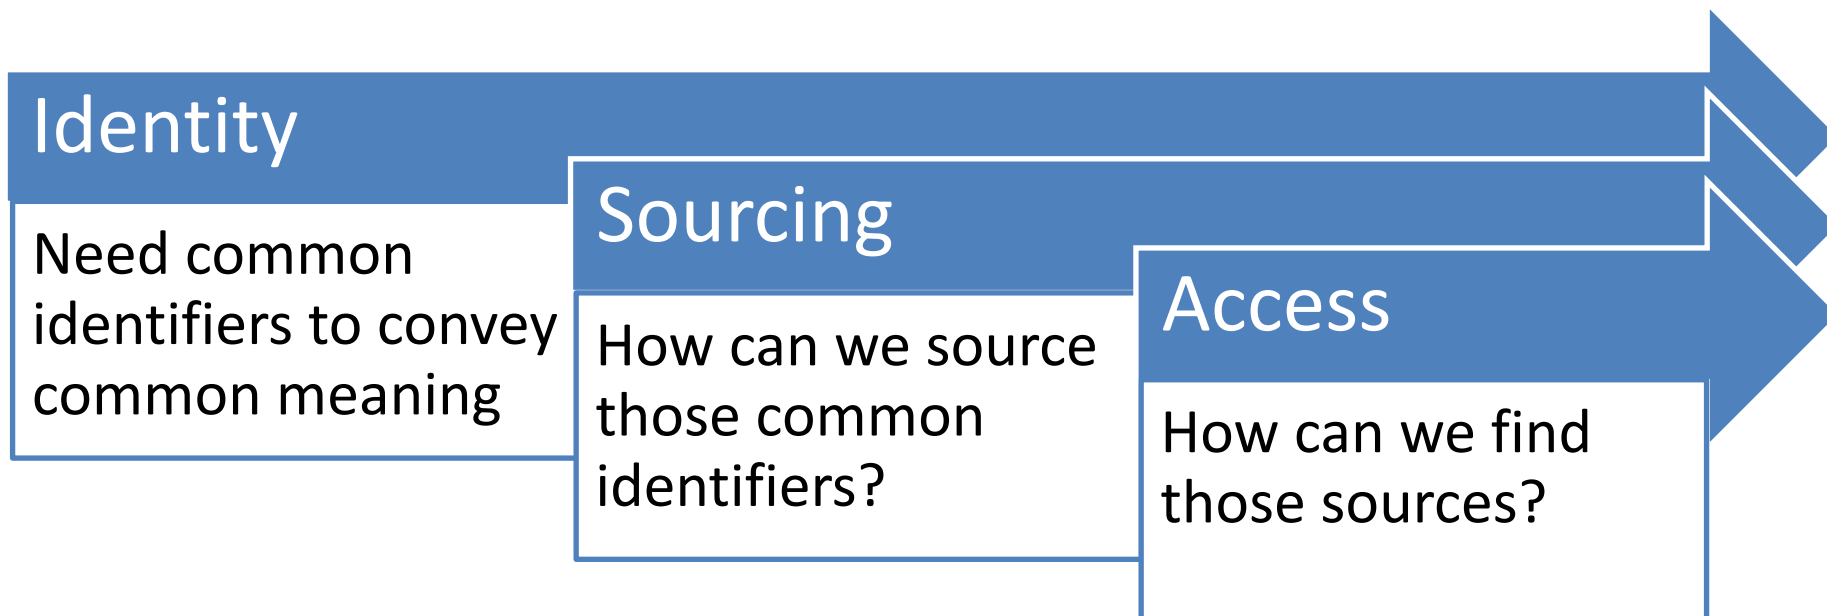 Identity
Need common
identifiers to convey
common meaning
Sourcing
How can we source
those common
identifiers?
Access
How can we find
those sources?